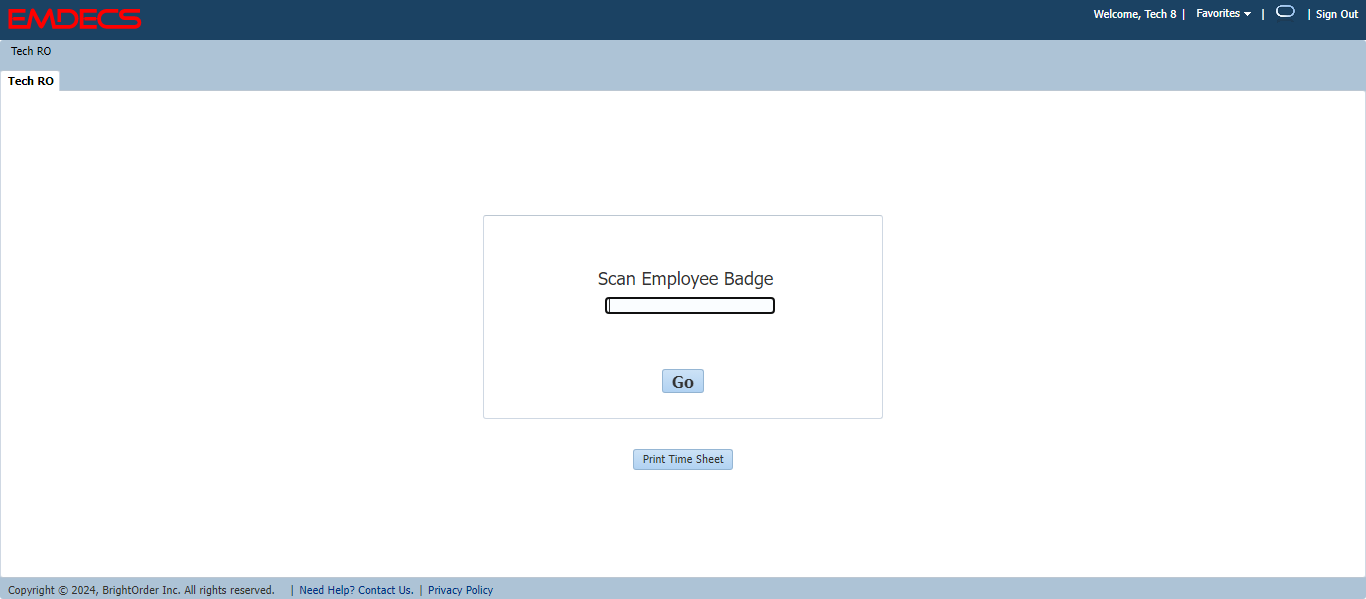 EMDECS
Welcome, Tech 8 | Favorites | | Sign Out
Tech RO
Tech RO
Scan Employee Badge
Go
Print Time Sheet
Copyright © 2024, BrightOrder Inc. All rights reserved. | Need Help? Contact Us. | Privacy Policy